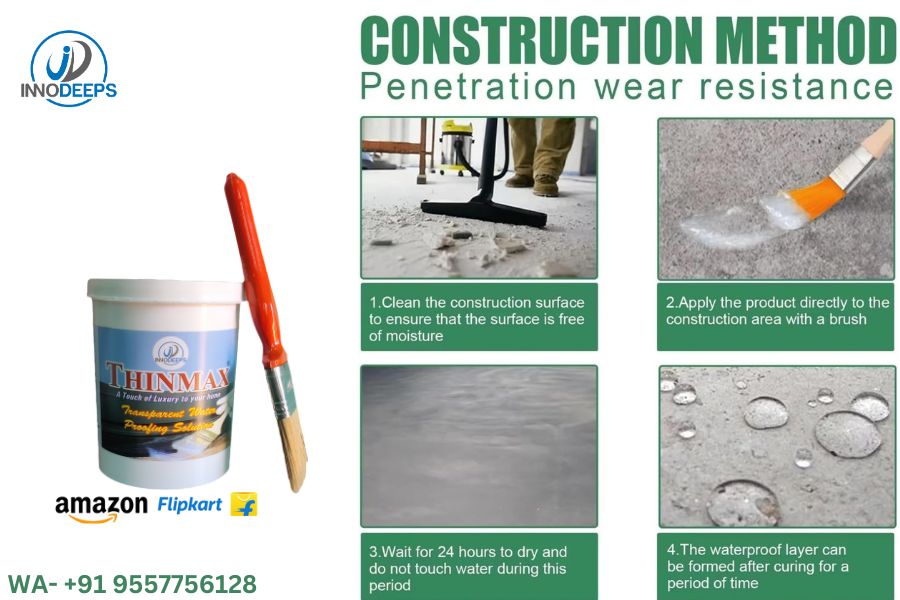 INNODEEPS
CONSTRUCTION METHOD
Penetration wear resistance
INNODEEPS
THINMAX
A Touch of Luxury to your home
Transparent Water
Proofing Solution
amazon Flipkart
WA- +91 9557756128
1.Clean the construction surface
to ensure that the surface is free
of moisture
2.Apply the product directly to the
construction area with a brush
3.Wait for 24 hours to dry and
do not touch water during this
period
4.The waterproof layer can
be formed after curing for a
period of time